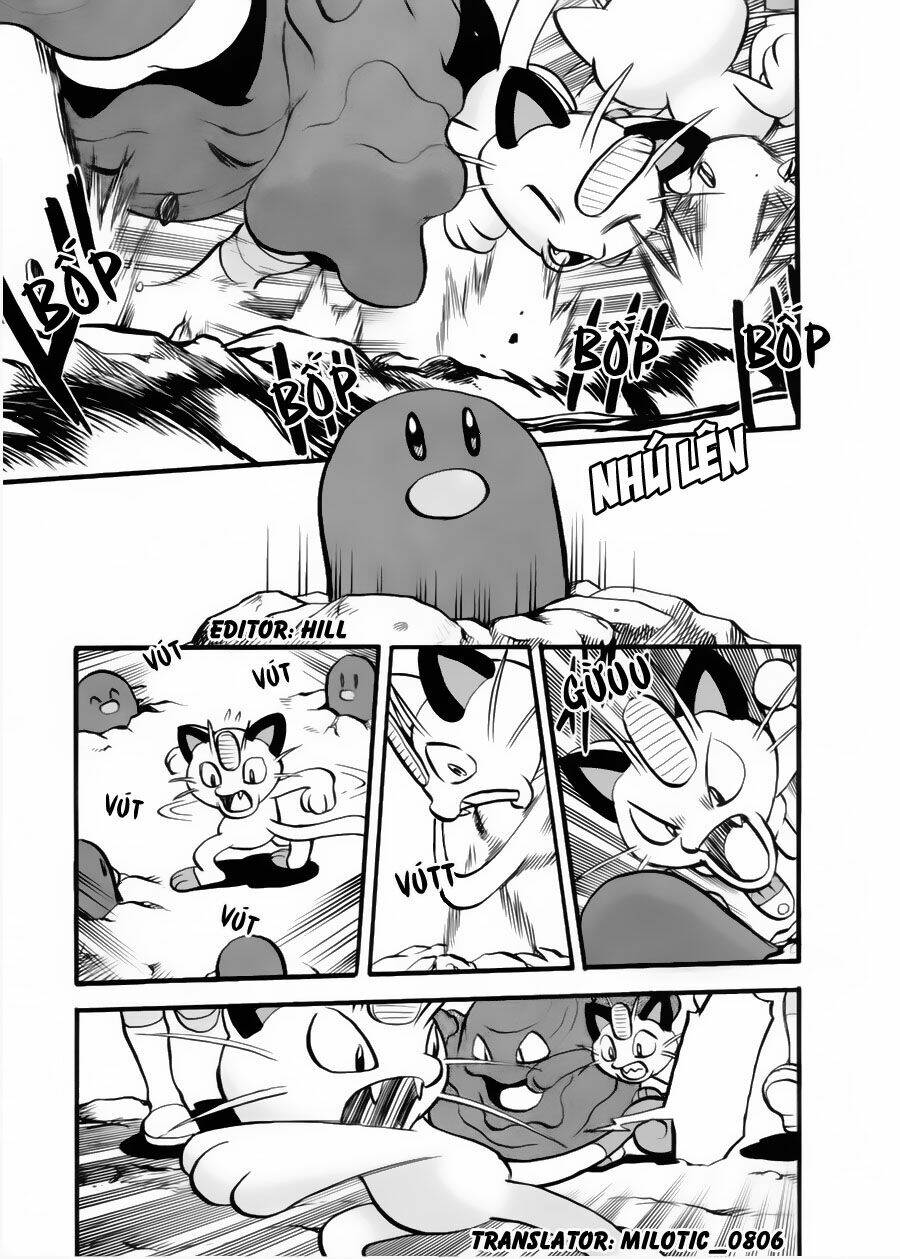 BỐP
BỐP
BỐP
BỐP
NHÚ LÊN
EDITOR: HILL
VÚT
VÚT
VÚT
VÚT
VÚTT
GỪUU
TRANSLATOR: MILOTIC_0806